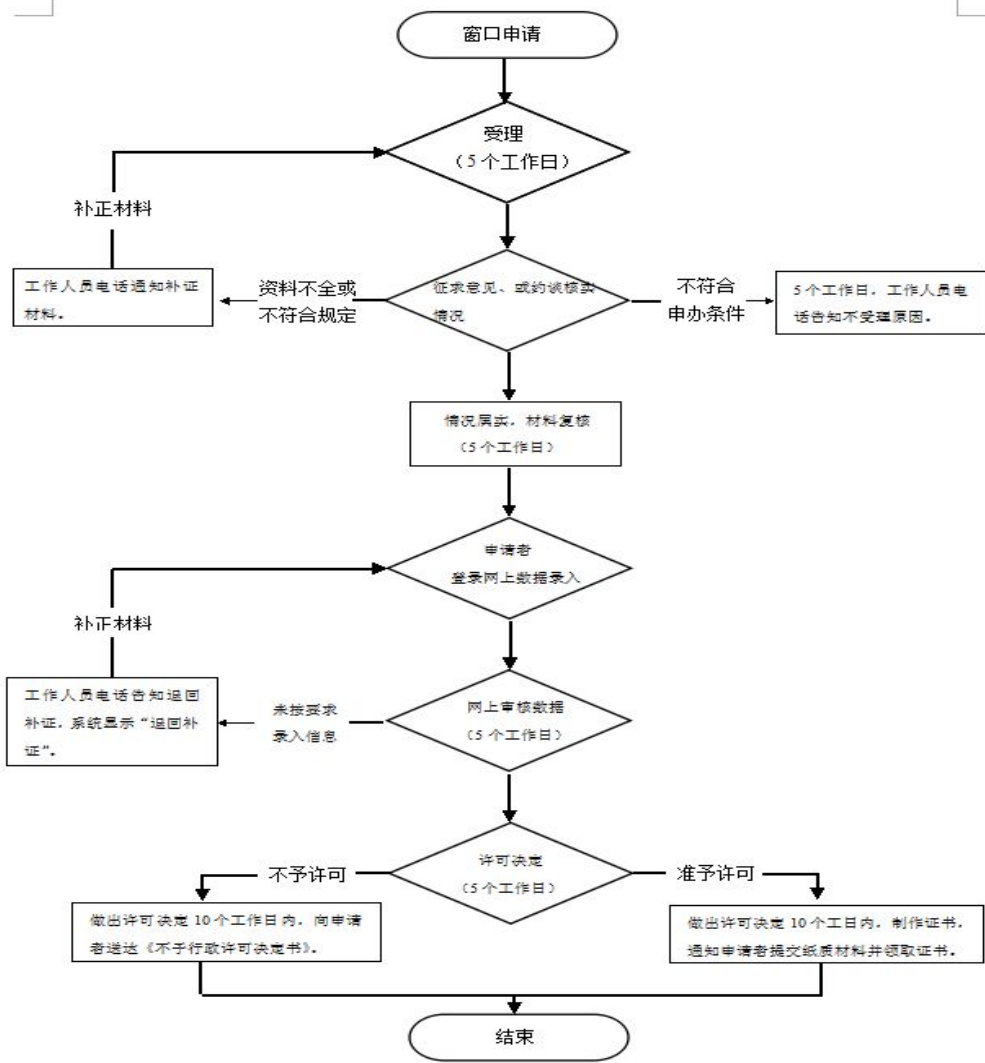 窗口申请
受理
（5个工作日）
补正材料
工作人员电话通知补证
材料。
资料不全或
不符合规定
征求意见、或约谈核实
情况
不符合
申办条件
5个工作日，工作人员电
话告知不受理原因。
情况属实，材料复核
（5个工作日）
申请者
登录网上数据录入
补正材料
工作人员电话告知退回
补证，系统显示“退回补
证”。
未按要求
录入信息
网上审核数据
（5个工作日）
许可决定
（5个工作日）
不予许可
准予许可
做出许可决定10个工作日内，向申请
者送达《不予行政许可决定书》。
做出许可决定10个工日内，制作证书，
通知申请者提交纸质材料并领取证书。
结束